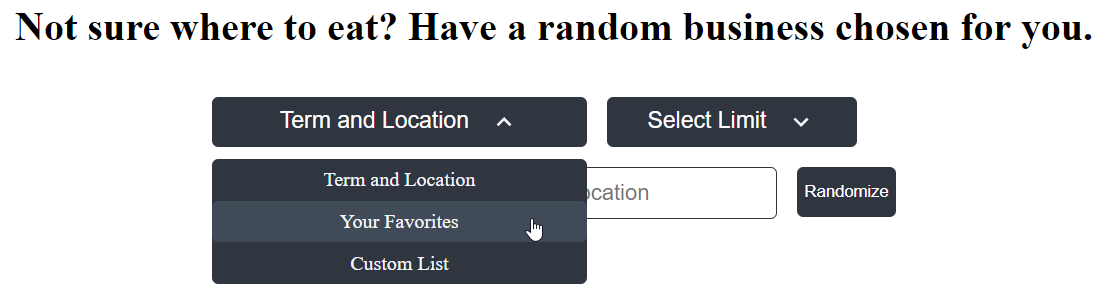 Not sure where to eat? Have a random business chosen for you.
Term and Location
Select Limit
Term and Location
Your Favorites
Custom List
ocation
Randomize